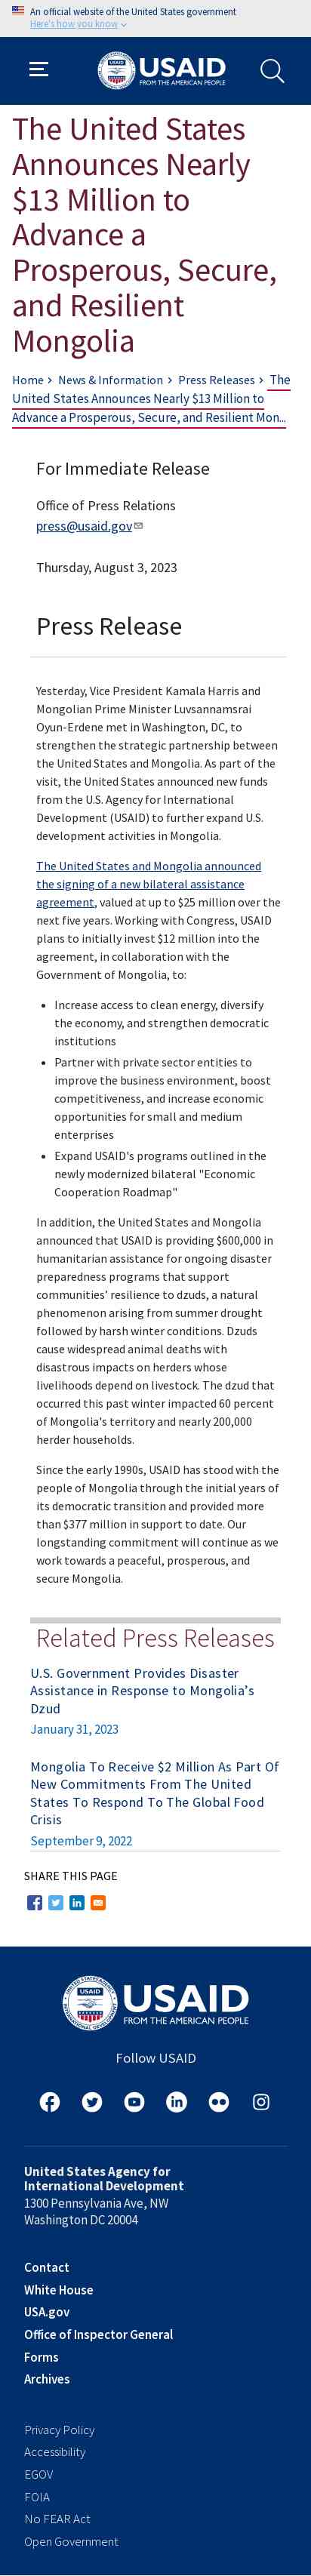 An official website of the United States government
Here's how you know
USAID
FROM THE AMERICAN PEOPLE
The United States
Announces Nearly
$13 Million to
Advance a
Prosperous, Secure,
and Resilient
Mongolia
Home > News & Information > Press Releases > The
United States Announces Nearly $13 Million to
Advance a Prosperous, Secure, and Resilient Mon...
For Immediate Release
Office of Press Relations
press@usaid.gov
Thursday, August 3, 2023
Press Release
Yesterday, Vice President Kamala Harris and
Mongolian Prime Minister Luvsannamsrai
Oyun-Erdene met in Washington, DC, to
strengthen the strategic partnership between
the United States and Mongolia. As part of the
visit, the United States announced new funds
from the U.S. Agency for International
Development (USAID) to further expand U.S.
development activities in Mongolia.
The United States and Mongolia announced
the signing of a new bilateral assistance
agreement, valued at up to $25 million over the
next five years. Working with Congress, USAID
plans to initially invest $12 million into the
agreement, in collaboration with the
Government of Mongolia, to:
• Increase access to clean energy, diversify
the economy, and strengthen democratic
institutions
• Partner with private sector entities to
improve the business environment, boost
competitiveness, and increase economic
opportunities for small and medium
enterprises
• Expand USAID's programs outlined in the
newly modernized bilateral "Economic
Cooperation Roadmap"
In addition, the United States and Mongolia
announced that USAID is providing $600,000 in
humanitarian assistance for ongoing disaster
preparedness programs that support
communities’ resilience to dzuds, a natural
phenomenon arising from summer drought
followed by harsh winter conditions. Dzuds
cause widespread animal deaths with
disastrous impacts on herders whose
livelihoods depend on livestock. The dzud that
occurred this past winter impacted 60 percent
of Mongolia's territory and nearly 200,000
herder households.
Since the early 1990s, USAID has stood with the
people of Mongolia through the initial years of
its democratic transition and provided more
than $377 million in support to date. Our
longstanding commitment will continue as we
work towards a peaceful, prosperous, and
secure Mongolia.
Related Press Releases
U.S. Government Provides Disaster
Assistance in Response to Mongolia’s
Dzud
January 31, 2023
Mongolia To Receive $2 Million As Part Of
New Commitments From The United
States To Respond To The Global Food
Crisis
September 9, 2022
SHARE THIS PAGE
USAID
FROM THE AMERICAN PEOPLE
Follow USAID
United States Agency for
International Development
1300 Pennsylvania Ave, NW
Washington DC 20004
Contact
White House
USA.gov
Office of Inspector General
Forms
Archives
Privacy Policy
Accessibility
EGOV
FOIA
No FEAR Act
Open Government